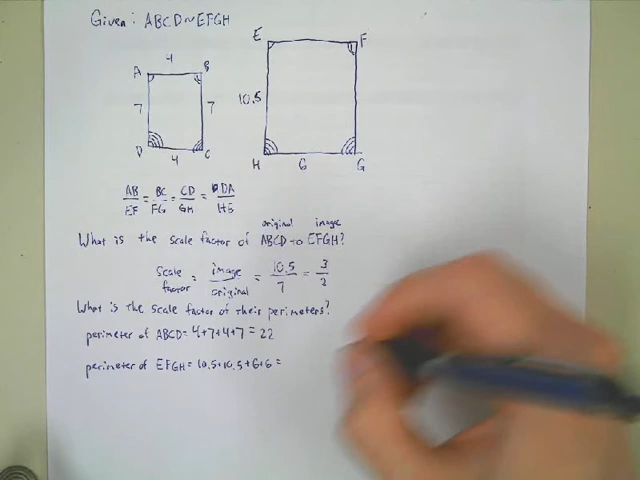 Given: ABCD~EFGH
E F
4
A B
7 7
10.5
D C
4
H 6 G
AB/EF = BC/FG = CD/GH = DA/HE
original image
What is the scale factor of ABCD→EFGH?
Scale factor = image/original = 10.5/7 = 3/2
What is the scale factor of their perimeters?
perimeter of ABCD = 4+7+4+7 = 22
perimeter of EFGH = 10.5+10.5+6+6 =